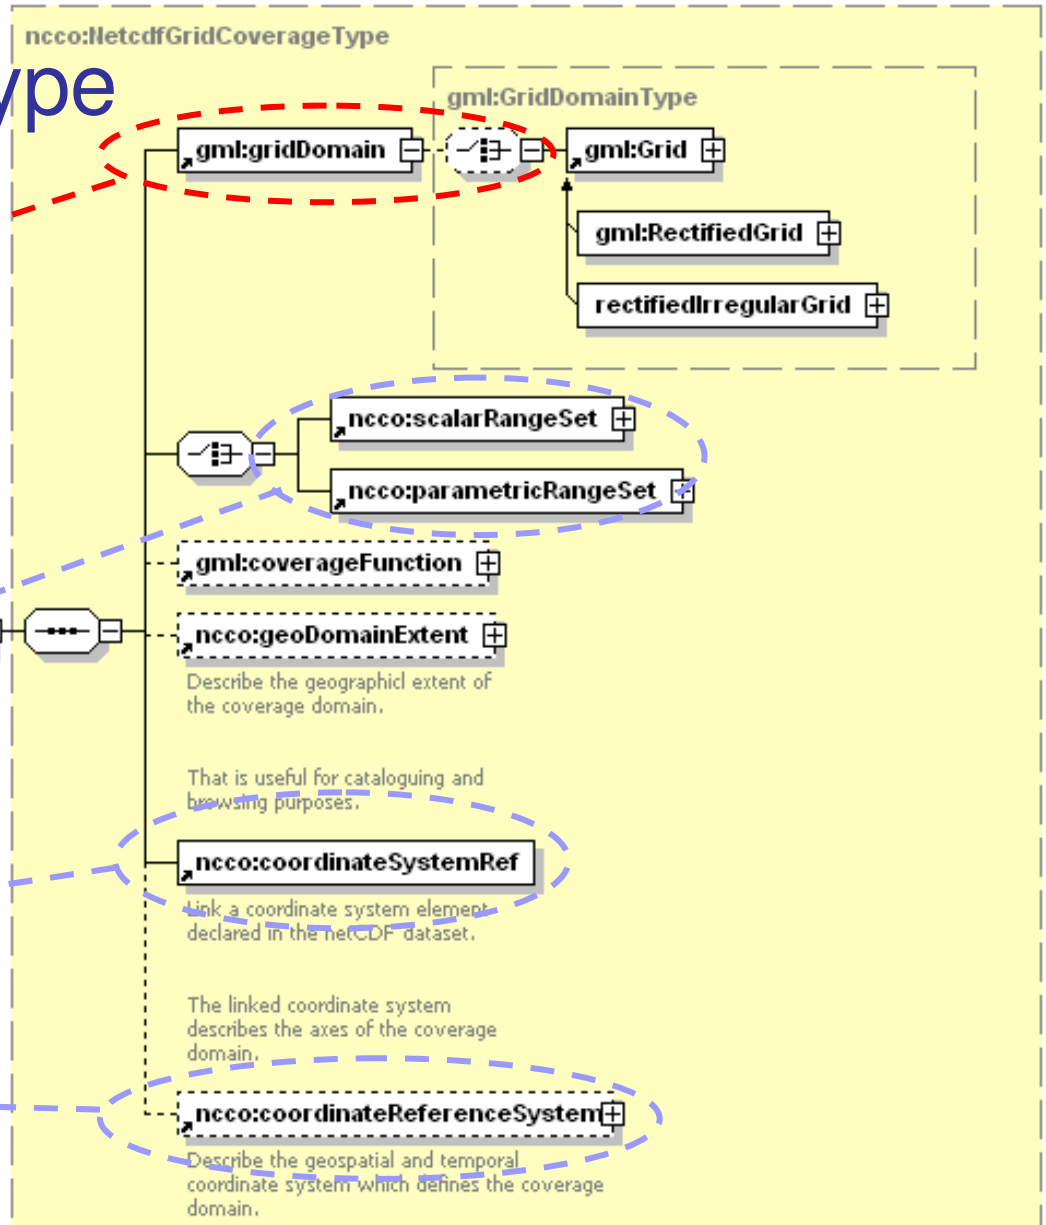 ncco:NetcdfGridCoverageType
ype
gml:GridDomainType
gml:gridDomain
gml:Grid
gml:RectifiedGrid
rectifiedIrregularGrid
ncco:scalarRangeSet
ncco:parametricRangeSet
gml:coverageFunction
ncco:geoDomainExtent
Describe the geographicl extent of
the coverage domain.
That is useful for cataloguing and
browsing purposes.
ncco:coordinateSystemRef
Link a coordinate system element
declared in the netCDF dataset.
The linked coordinate system
describes the axes of the coverage
domain.
ncco:coordinateReferenceSystem
Describe the geospatial and temporal
coordinate system which defines the coverage
domain.